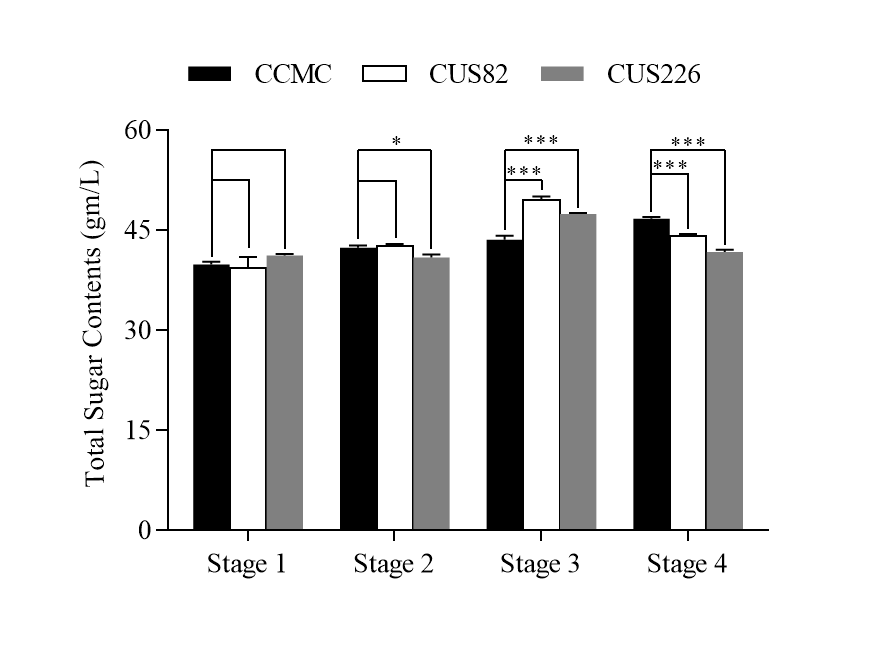 CCMC CUS82 CUS226
Total Sugar Contents (gm/L)
60
45
30
15
0
* *** *** *** ***
Stage 1 Stage 2 Stage 3 Stage 4